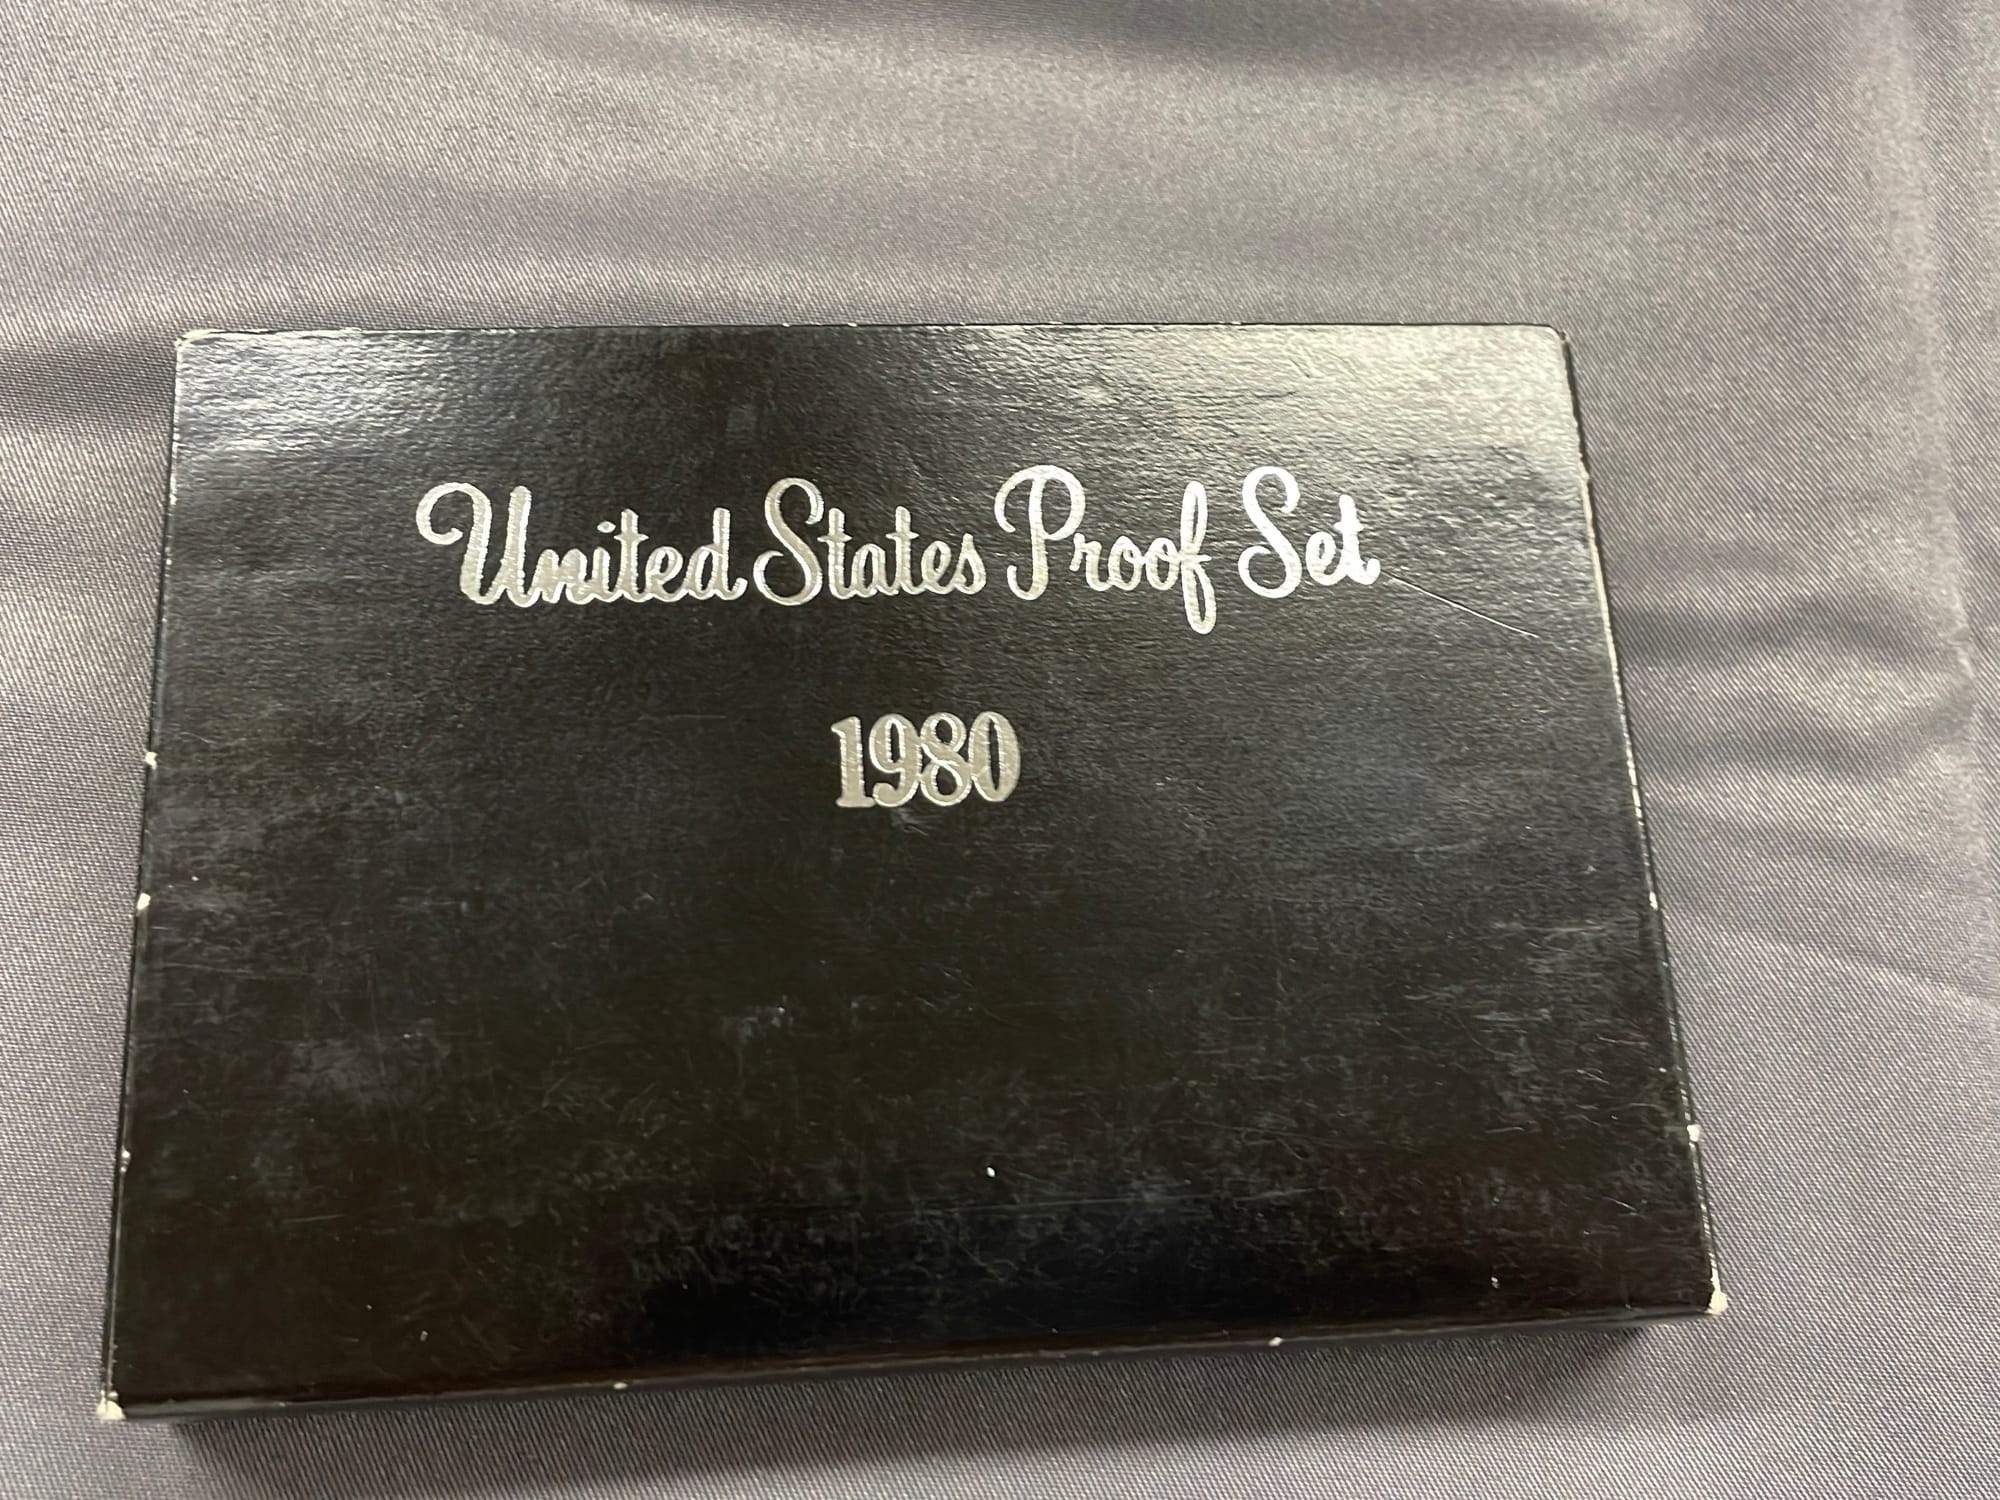 United States Proof Set
1980